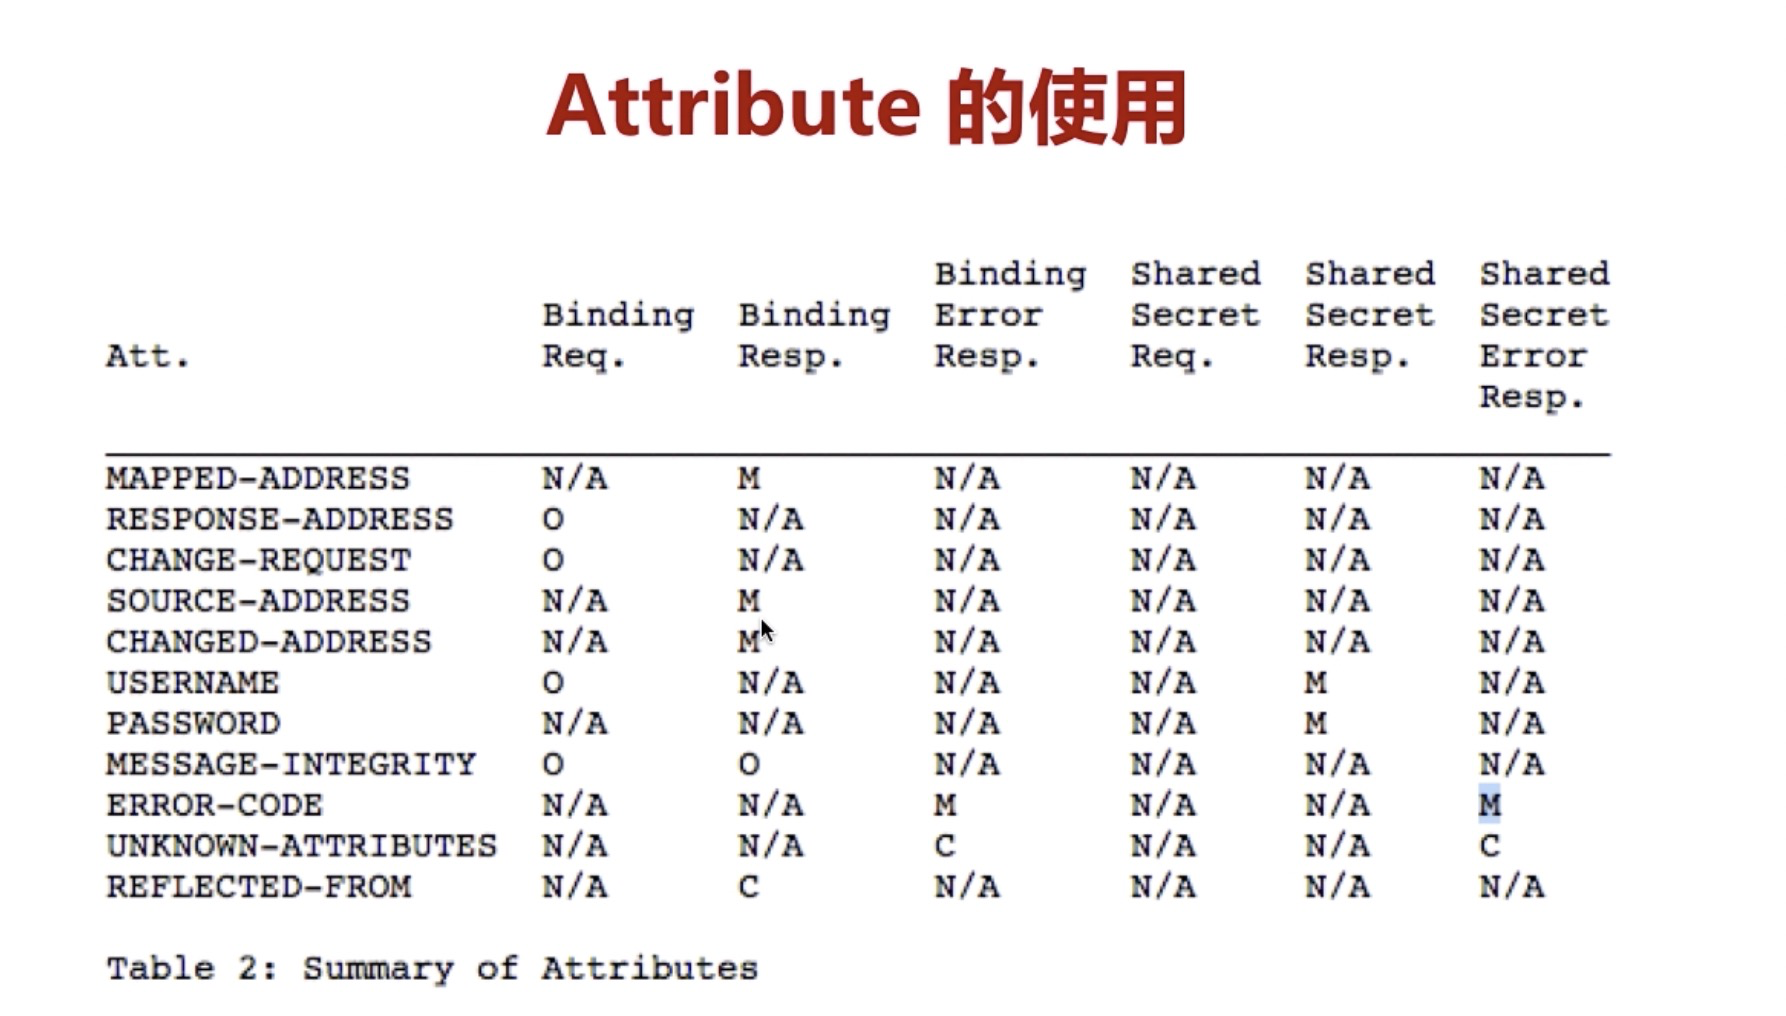 Attribute 的使用
Binding Shared Shared Shared
Binding Binding Error Secret Secret Secret
Att. Req. Resp. Resp. Req. Resp. Error
Resp.
MAPPED-ADDRESS N/A M N/A N/A N/A N/A
RESPONSE-ADDRESS O N/A N/A N/A N/A N/A
CHANGE-REQUEST O N/A N/A N/A N/A N/A
SOURCE-ADDRESS N/A M N/A N/A N/A N/A
CHANGED-ADDRESS N/A M N/A N/A N/A N/A
USERNAME O N/A N/A N/A M N/A
PASSWORD N/A N/A N/A N/A M N/A
MESSAGE-INTEGRITY O O N/A N/A N/A N/A
ERROR-CODE N/A N/A M N/A N/A M
UNKNOWN-ATTRIBUTES N/A N/A C N/A N/A C
REFLECTED-FROM N/A C N/A N/A N/A N/A
Table 2: Summary of Attributes